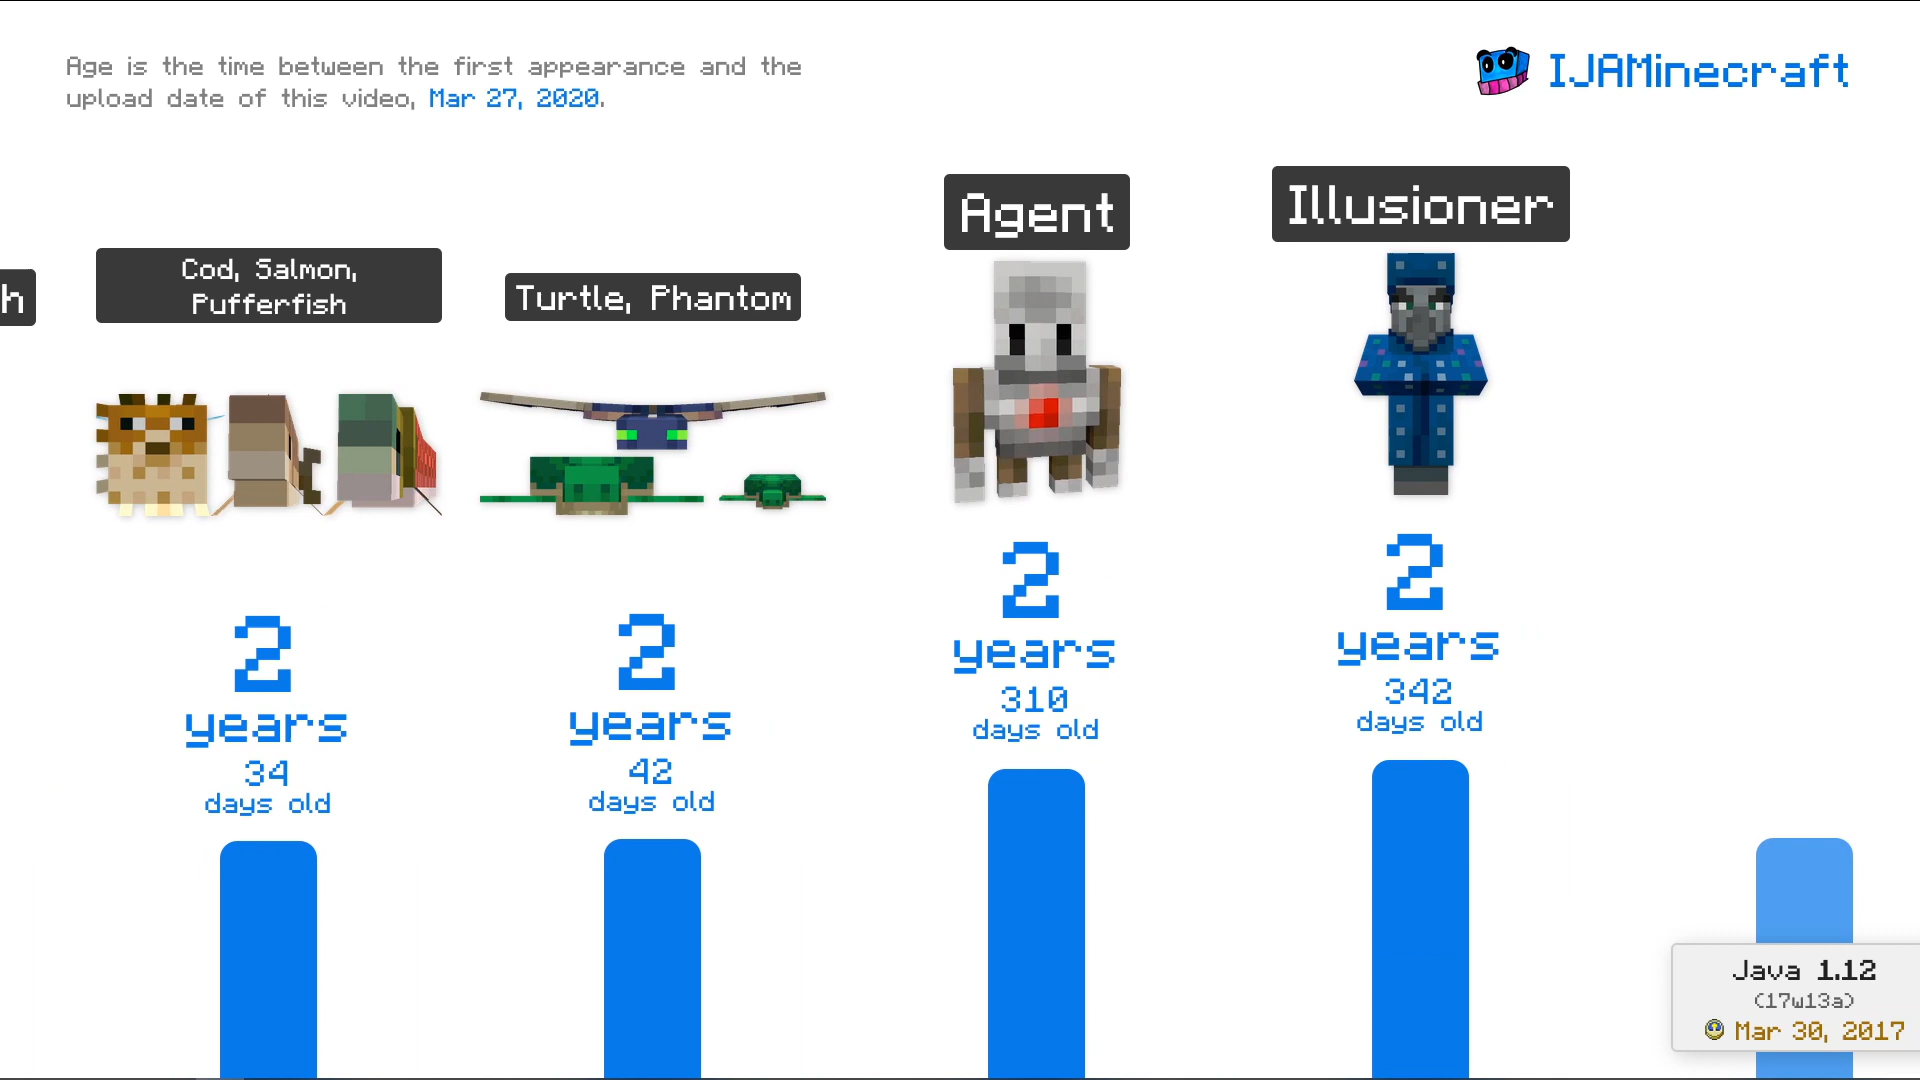 Age is the time between the first appearance and the
upload date of this video, Mar 27, 2020.
IJAMinecraft
h
Cod, Salmon,
Pufferfish
Turtle, Phantom
Agent
Illusioner
2
years
34
days old
2
years
42
days old
2
years
310
days old
2
years
342
days old
Java 1.12
(17w13a)
Mar 30, 2017